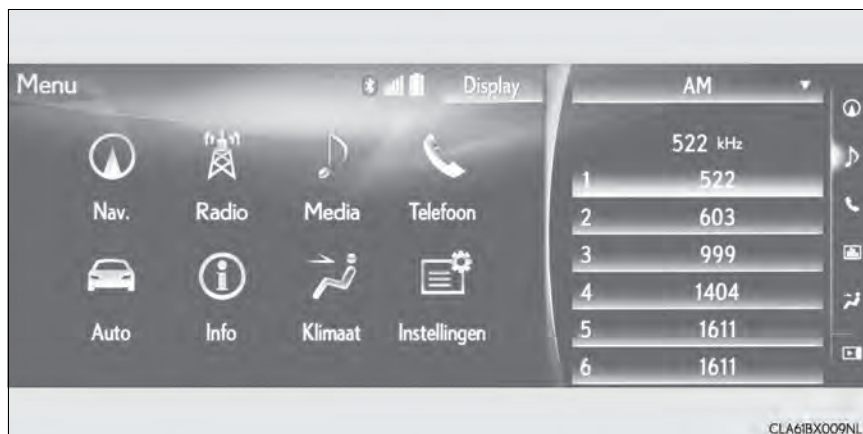 Menu
Display
Nav.
Radio
Media
Telefoon
Auto
Info
Klimaat
Instellingen
AM
522 kHz
1 522
2 603
3 999
4 1404
5 1611
6 1611
CLA61BX009NL